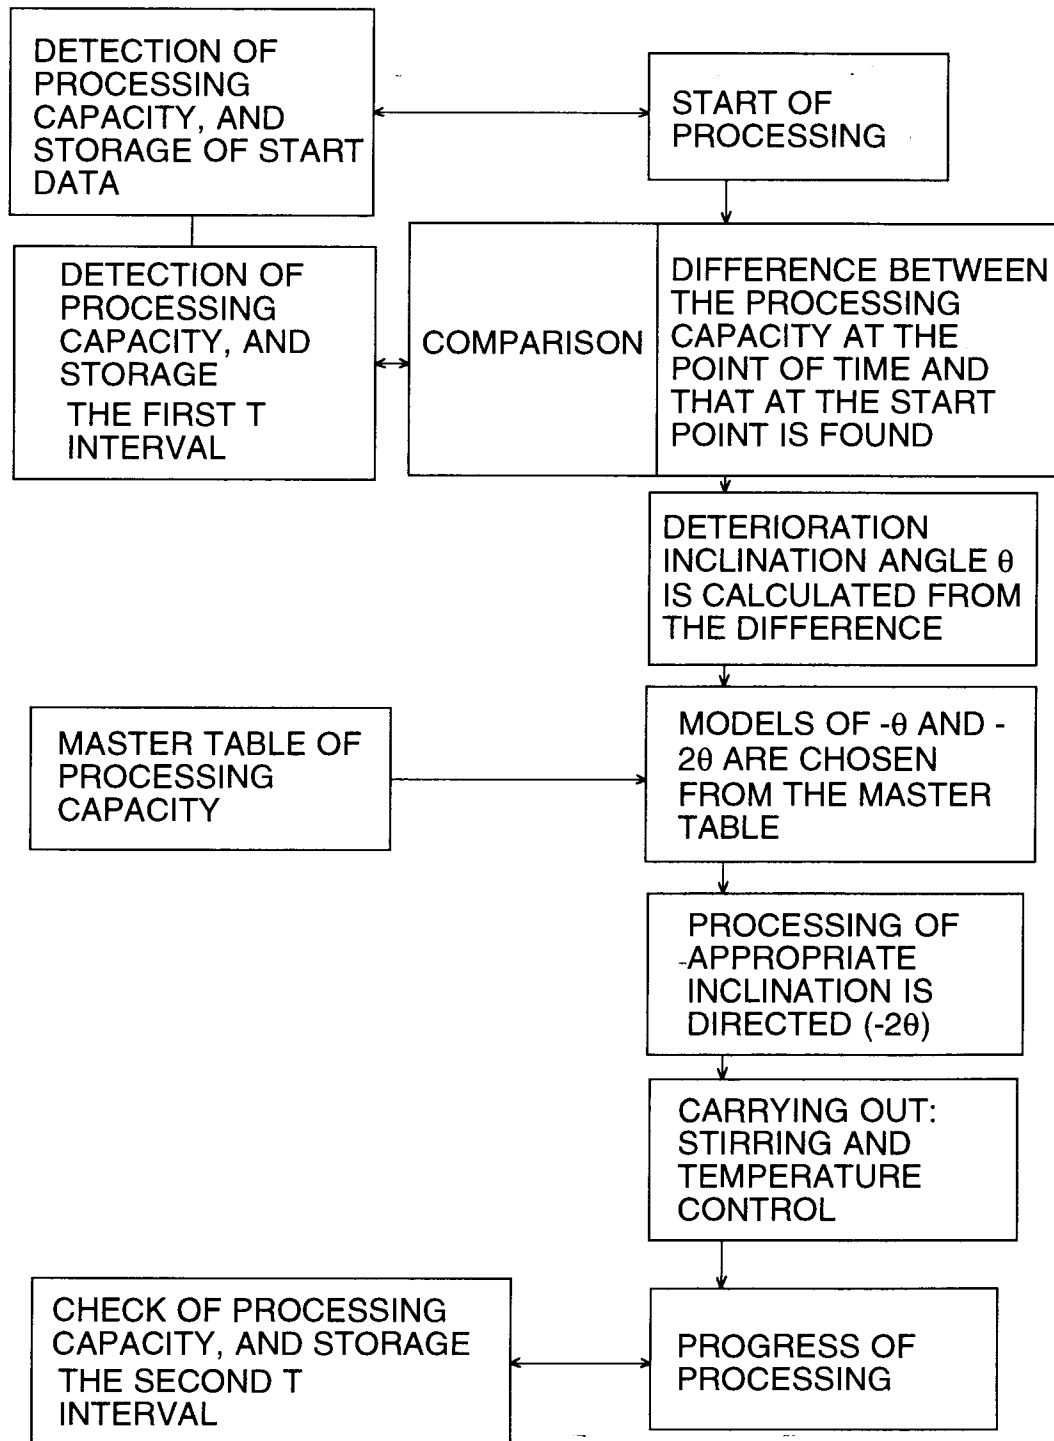 DETECTION OF
PROCESSING
CAPACITY, AND
STORAGE OF START
DATA
START OF
PROCESSING
DETECTION OF
PROCESSING
CAPACITY, AND
STORAGE
THE FIRST T
INTERVAL
COMPARISON
DIFFERENCE BETWEEN
THE PROCESSING
CAPACITY AT THE
POINT OF TIME AND
THAT AT THE START
POINT IS FOUND
DETERIORATION
INCLINATION ANGLE θ
IS CALCULATED FROM
THE DIFFERENCE
MASTER TABLE OF
PROCESSING
CAPACITY
MODELS OF -θ AND -
2θ ARE CHOSEN
FROM THE MASTER
TABLE
PROCESSING OF
APPROPRIATE
INCLINATION IS
DIRECTED (-2θ)
CARRYING OUT:
STIRRING AND
TEMPERATURE
CONTROL
CHECK OF PROCESSING
CAPACITY, AND STORAGE
THE SECOND T
INTERVAL
PROGRESS OF
PROCESSING